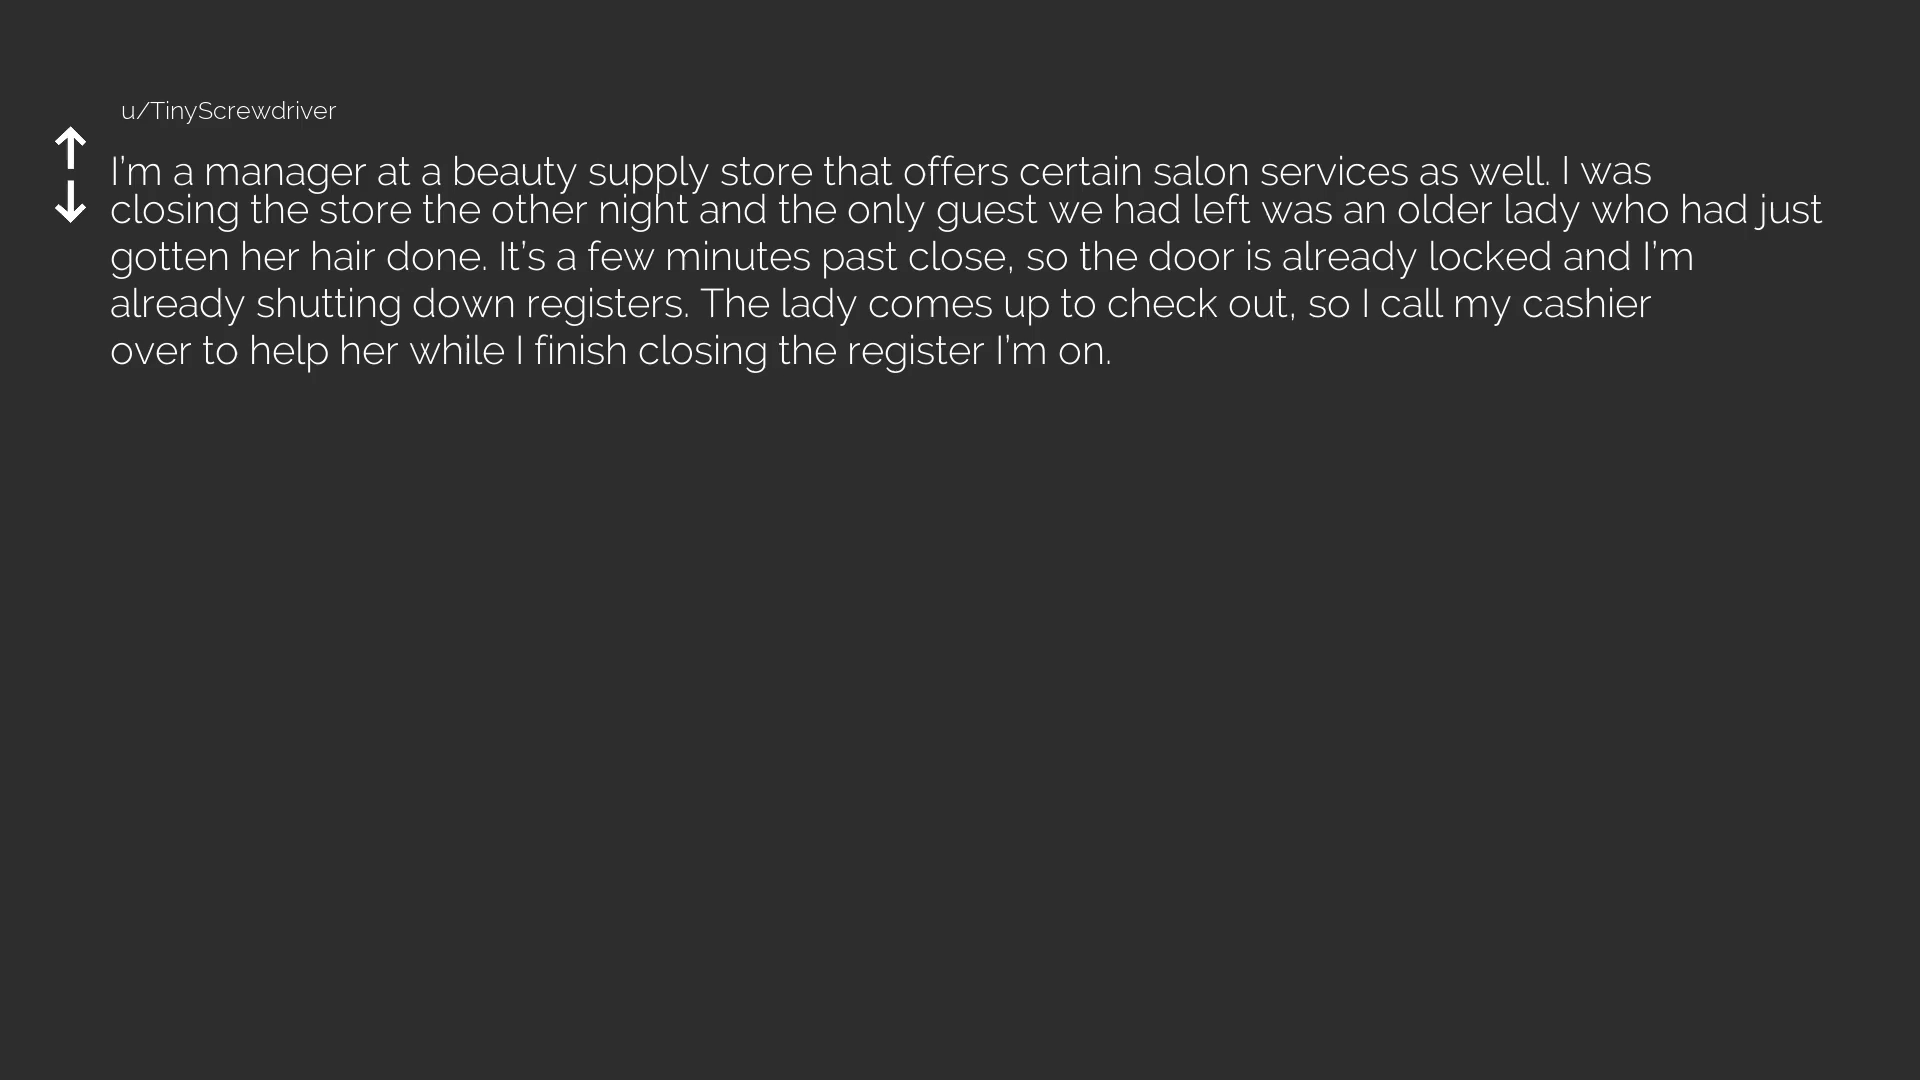 u/TinyScrewdriver
I'm a manager at a beauty supply store that offers certain salon services as well. I was
closing the store the other night and the only guest we had left was an older lady who had just
gotten her hair done. It's a few minutes past close, so the door is already locked and I'm
already shutting down registers. The lady comes up to check out, so I call my cashier
over to help her while I finish closing the register I'm on.